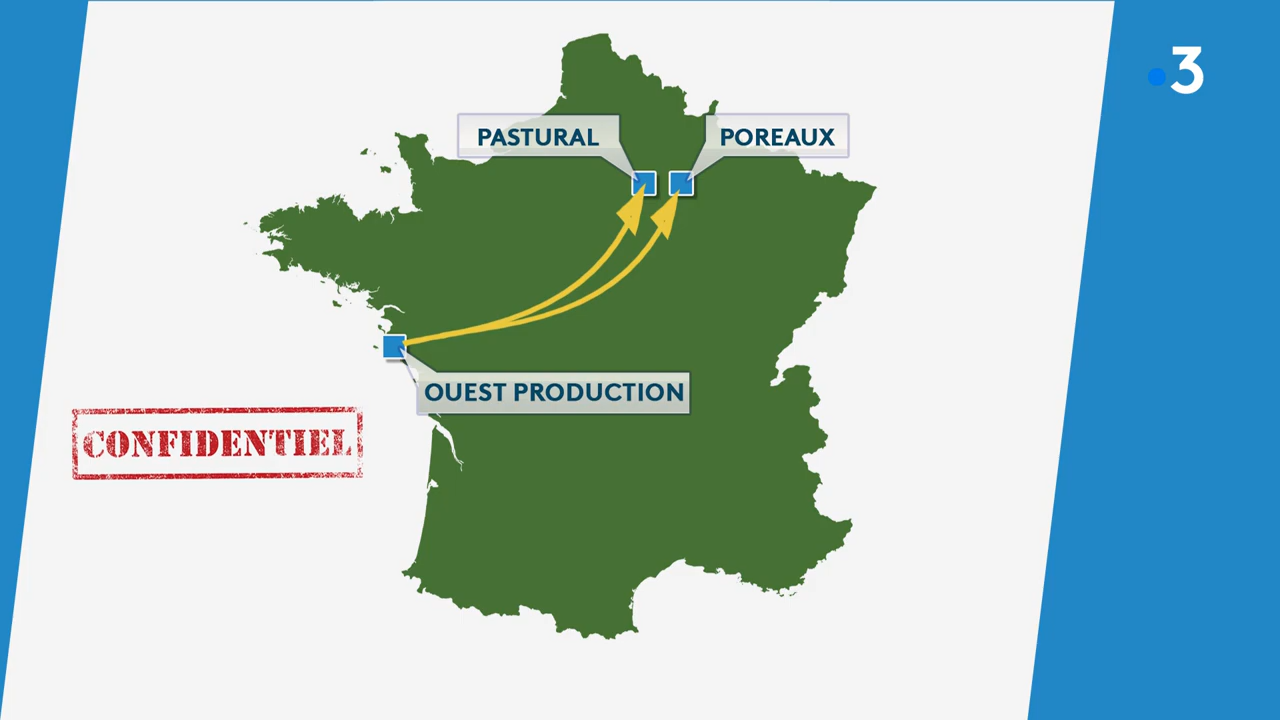 3
PASTURAL
POREAUX
OUEST PRODUCTION
CONFIDENTIEL